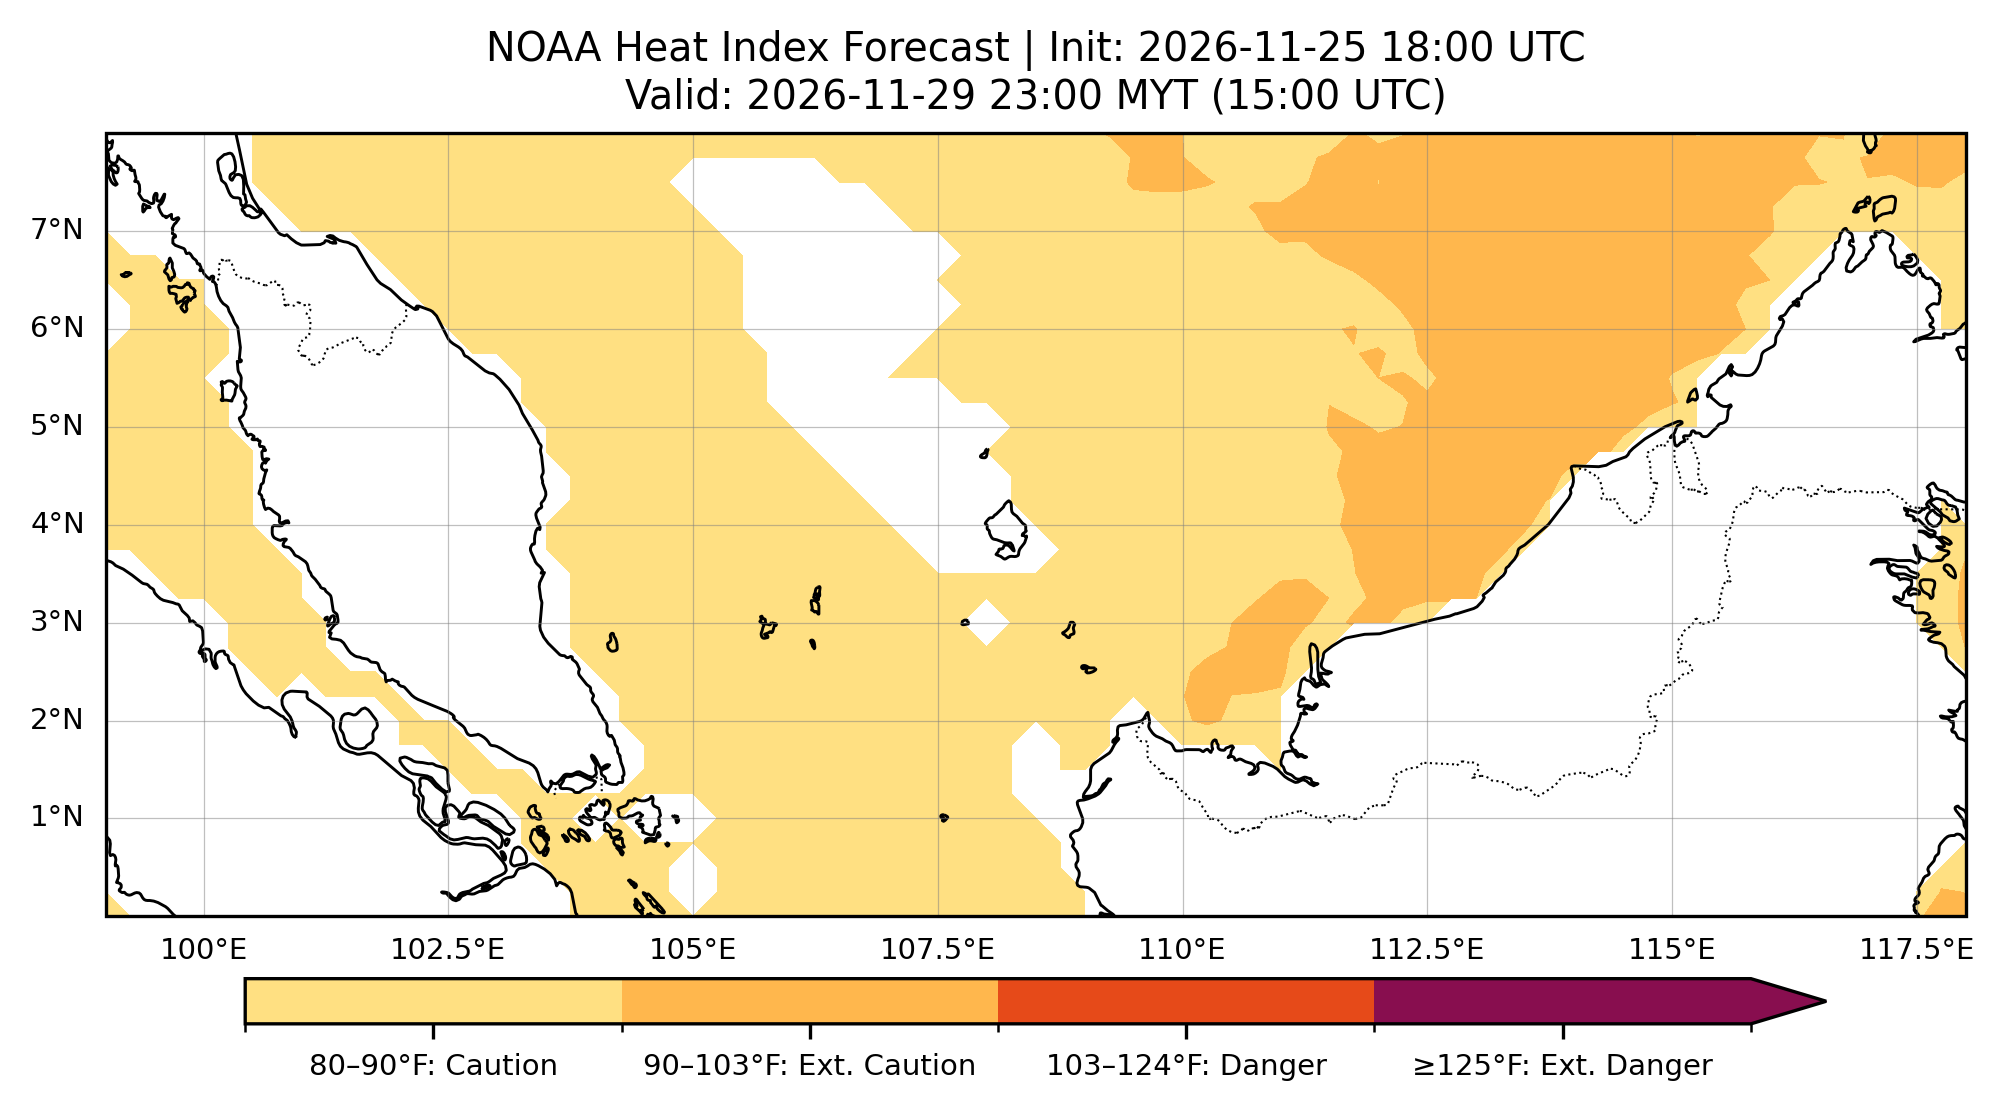 NOAA Heat Index Forecast | Init: 2026-11-25 18:00 UTC
Valid: 2026-11-29 23:00 MYT (15:00 UTC)
7°N
6°N
5°N
4°N
3°N
2°N
1°N
100°E 102.5°E 105°E 107.5°E 110°E 112.5°E 115°E 117.5°E
80–90°F: Caution 90–103°F: Ext. Caution 103–124°F: Danger ≥125°F: Ext. Danger